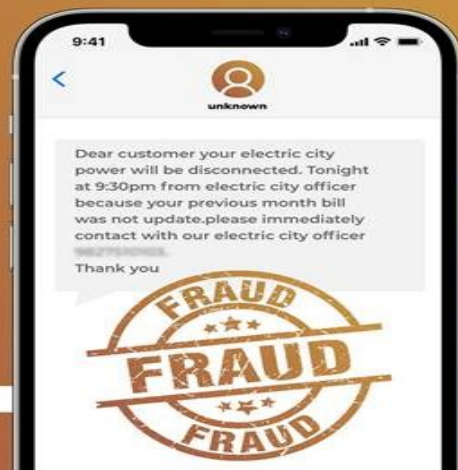 9:41
unknown
Dear customer your electric city
power will be disconnected. Tonight
at 9:30pm from electric city officer
because your previous month bill
was not update.please immediately
contact with our electric city officer
Thank you
FRAUD
FRAUD
FRAUD